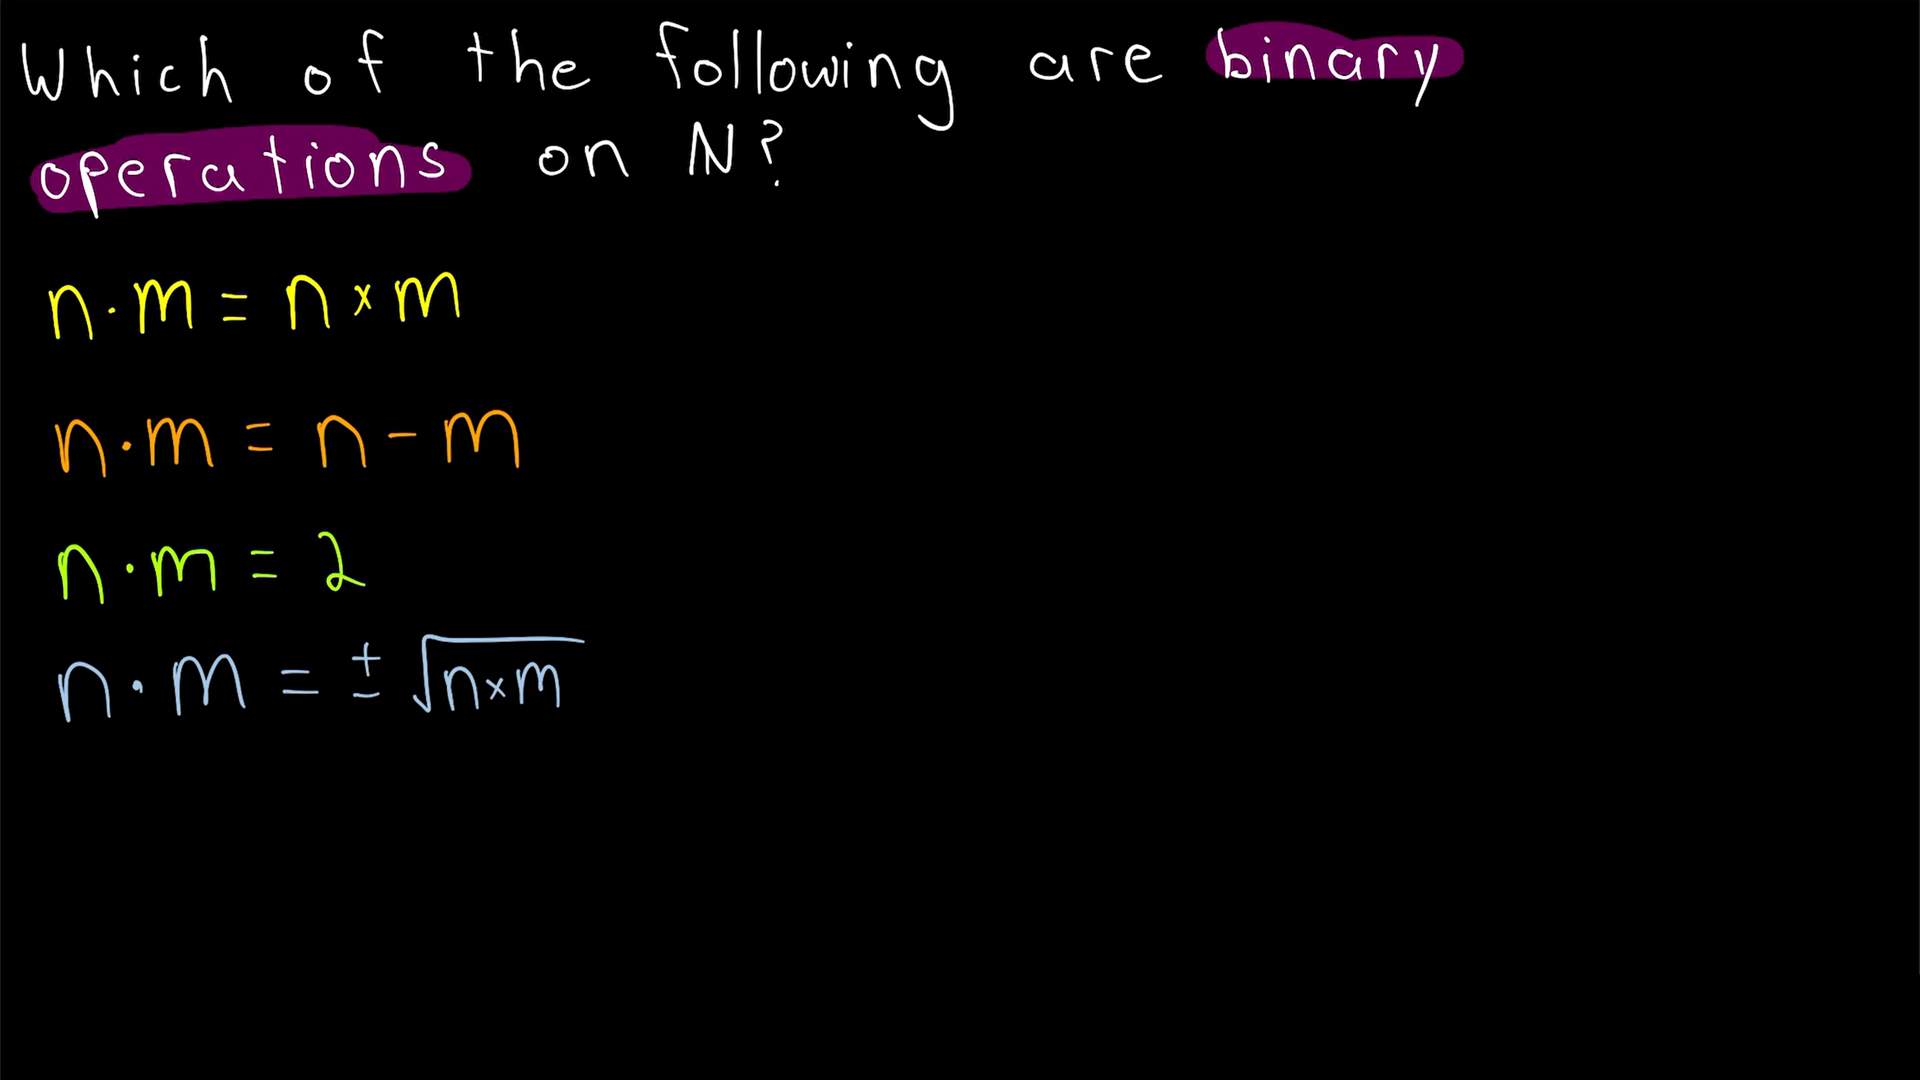 Which of the following are binary
operations on N?
n · m = n × m
n · m = n - m
n · m = 2
n · m = ± √n×m